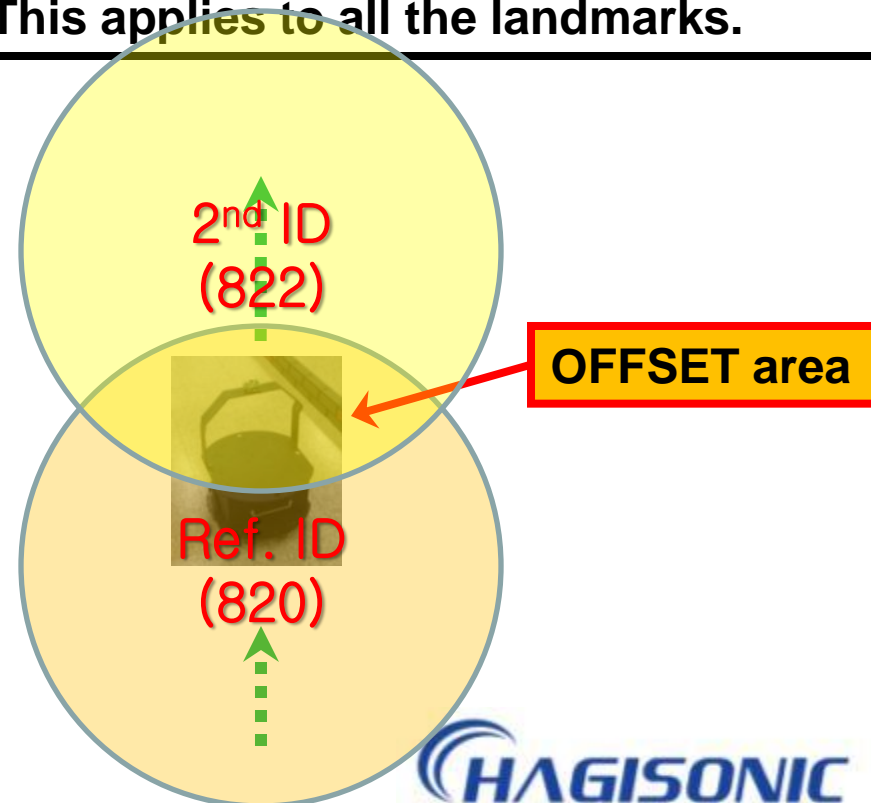 This applies to all the landmarks.
2nd ID
(822)
OFFSET area
Ref. ID
(820)
HAGISONIC